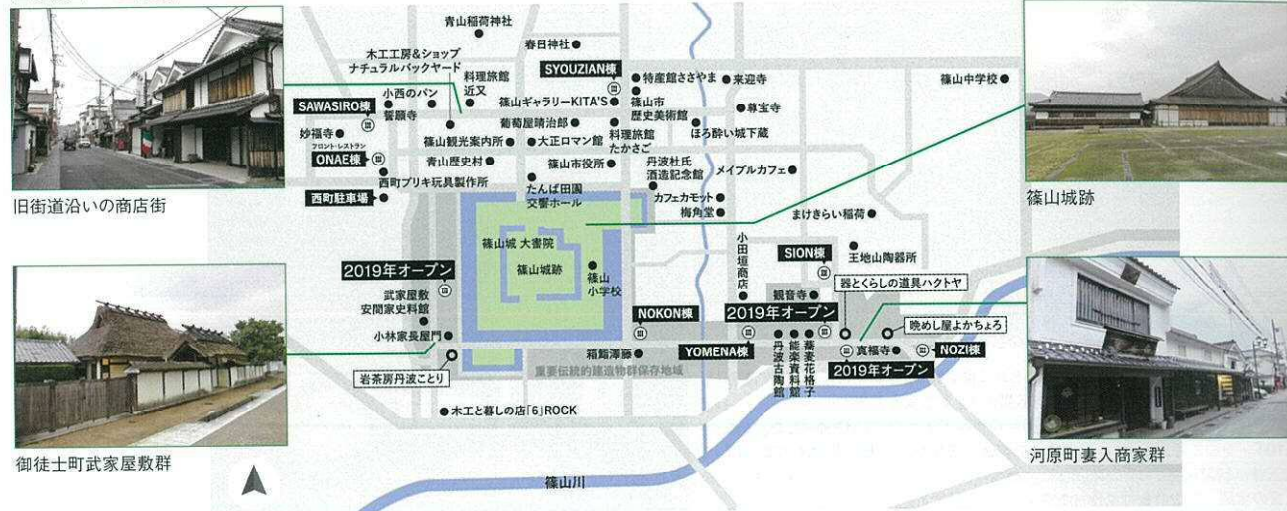 青山稲荷神社
春日神社
木工工房&ショップ
ナチュラルバックヤード
料理旅館
近又
SYOUZIAN棟
特産館ささやま
来迎寺
篠山中学校
小西のパン
SAWASIRO棟
誓願寺
篠山ギャラリーKITA'S
篠山市
歴史美術館
尊宝寺
妙福寺
葡萄屋晴治郎
料理旅館
たかさご
ほろ酔い城下蔵
フロント・レストラン
ONAE棟
篠山観光案内所
大正ロマン館
青山歴史村
篠山市役所
丹波杜氏
酒造記念館
メイプルカフェ
西町ブリキ玩具製作所
たんば田園
交響ホール
カフェカモット
西町駐車場
梅角堂
まけきらい稲荷
旧街道沿いの商店街
篠山城跡
篠山城 大書院
篠山城跡
篠山
小学校
小田垣商店
SION棟
王地山陶器所
2019年オープン
器とくらしの道具ハクトヤ
武家屋敷
安間家史料館
観音寺
NOKON棟
2019年オープン
晩めし屋よかちょろ
小林家長屋門
箱鮨澤藤
YOMENA棟
丹波古陶館
能楽資料館
蕎麦花格子
真福寺
NOZI棟
2019年オープン
岩茶房丹波ことり
重要伝統的建造物群保存地域
木工と暮しの店「6」ROCK
篠山川
御徒士町武家屋敷群
河原町妻入商家群